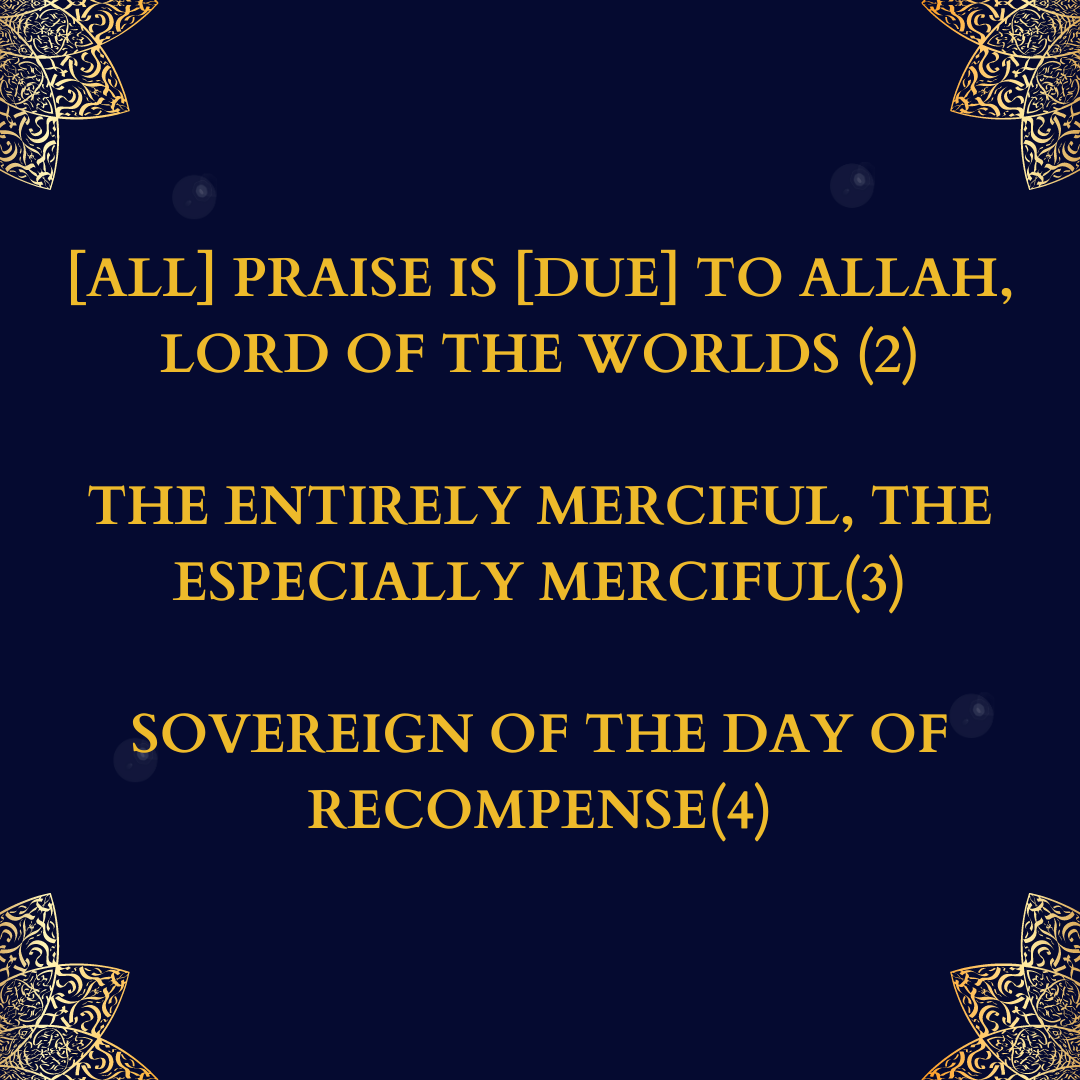 [ALL] PRAISE IS [DUE] TO ALLAH,
LORD OF THE WORLDS (2)
THE ENTIRELY MERCIFUL, THE
ESPECIALLY MERCIFUL(3)
SOVEREIGN OF THE DAY OF
RECOMPENSE(4)